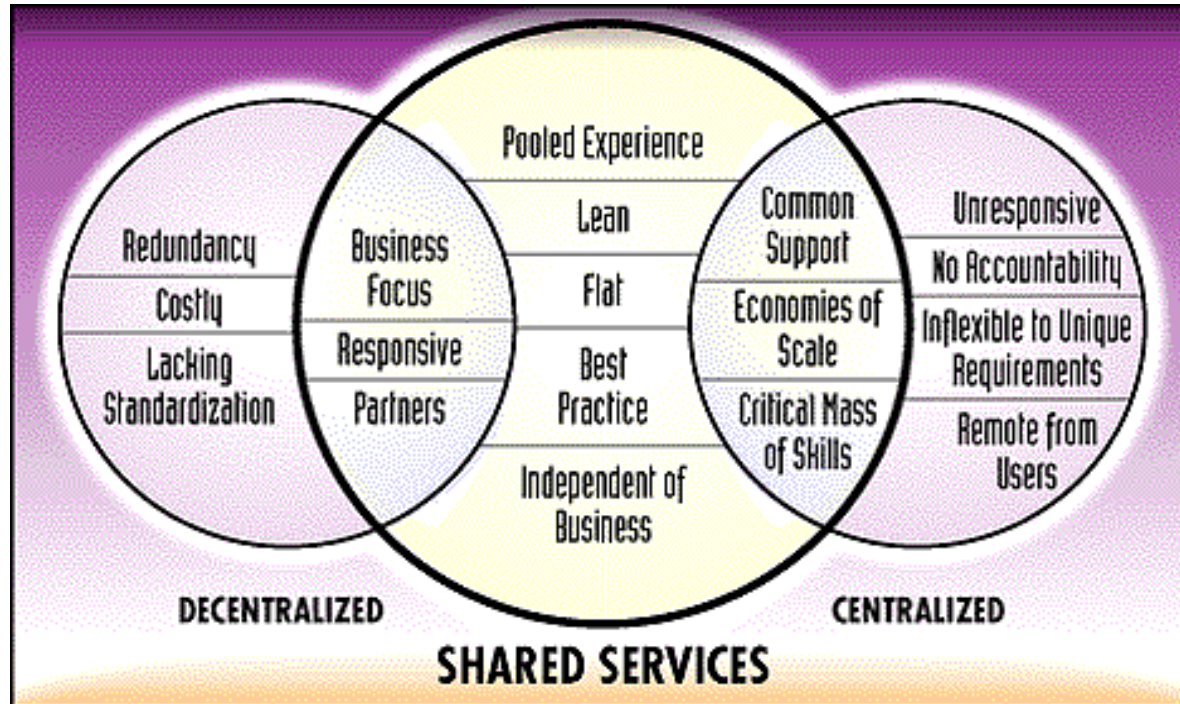 Redundancy
Costly
Lacking
Standardization
Business
Focus
Responsive
Partners
Pooled Experience
Lean
Flat
Best
Practice
Independent of
Business
Common
Support
Economies of
Scale
Critical Mass
of Skills
Unresponsive
No Accountability
Inflexible to Unique
Requirements
Remote from
Users
DECENTRALIZED
CENTRALIZED
SHARED SERVICES